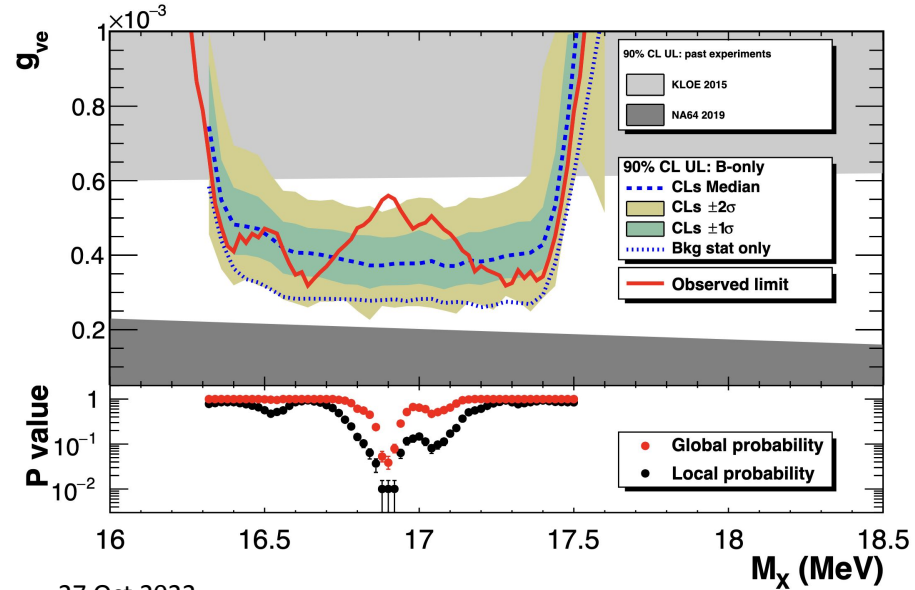 1×10⁻³
g_ve
0.8
0.6
0.4
0.2
90% CL UL: past experiments
KLOE 2015
NA64 2019
90% CL UL: B-only
CLs Median
CLs ±2σ
CLs ±1σ
Bkg stat only
Observed limit
P value
1
10⁻¹
10⁻²
Global probability
Local probability
16 16.5 17 17.5 18 18.5
M_X (MeV)